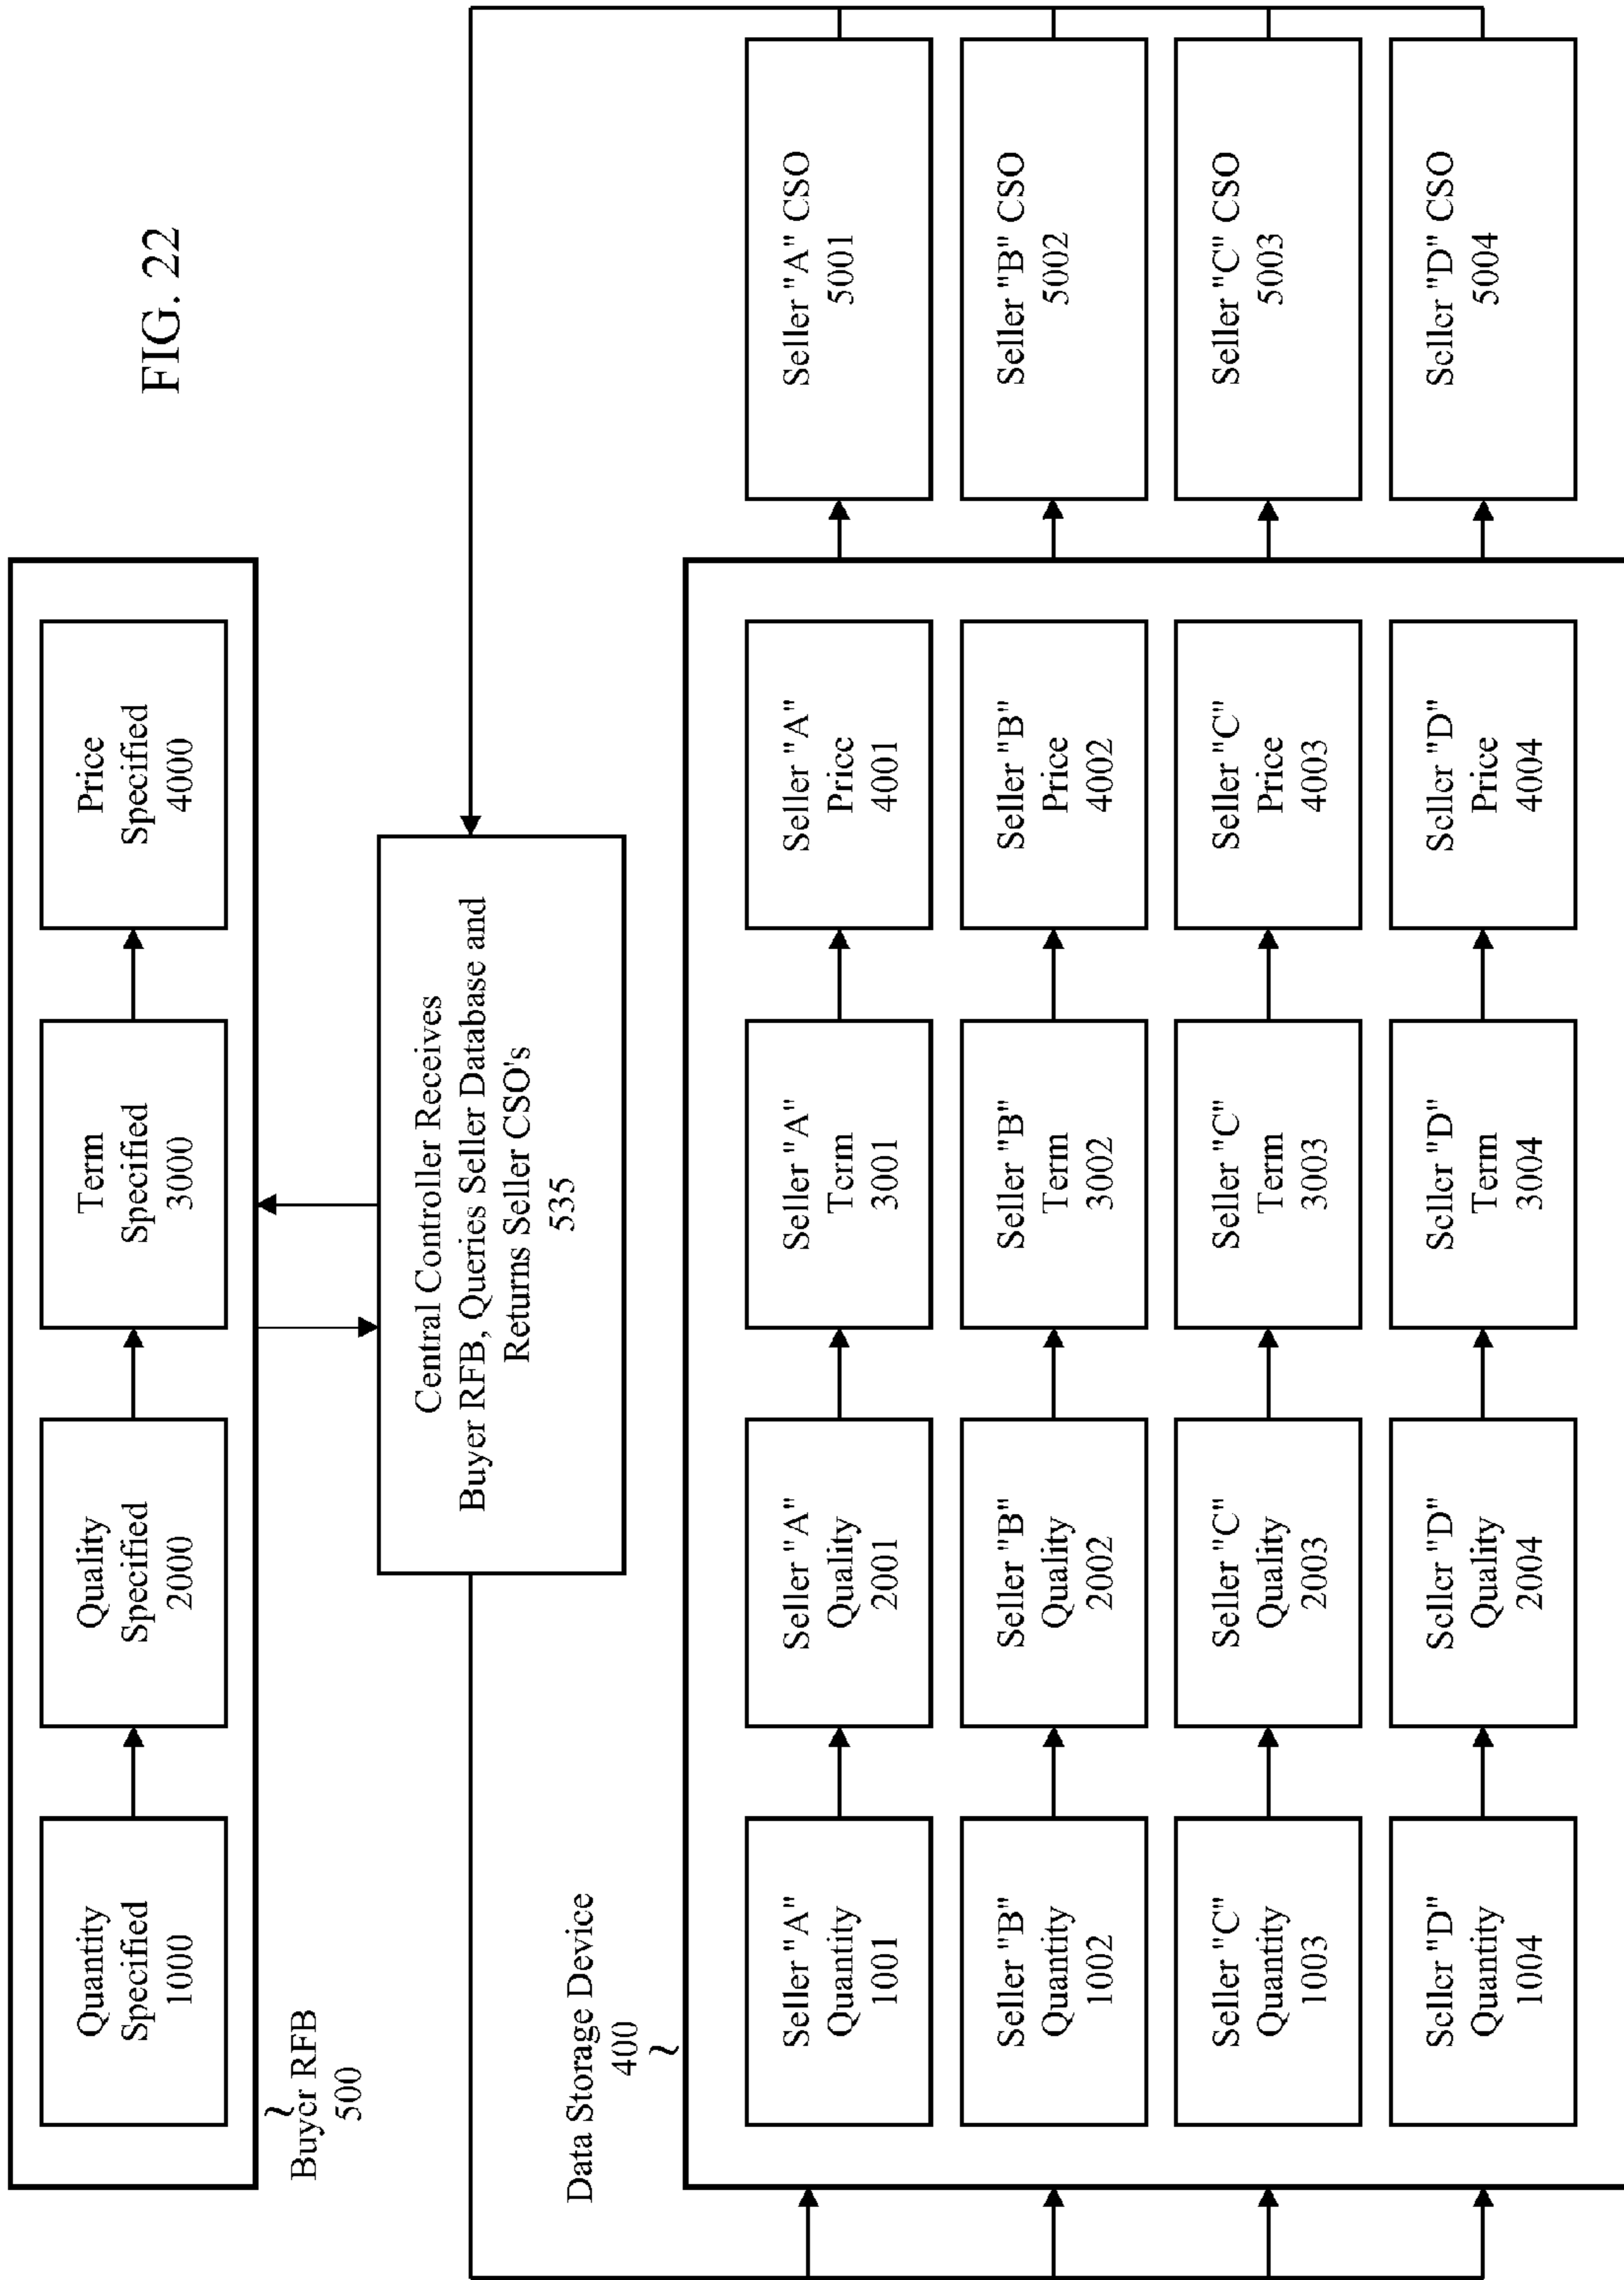 FIG. 22
Quantity
Specified
1000
Quality
Specified
2000
Term
Specified
3000
Price
Specified
4000
Buyer RFB
500
Central Controller Receives
Buyer RFB, Queries Seller Database and
Returns Seller CSO's
535
Data Storage Device
400
Seller "A"
Quantity
1001
Seller "A"
Quality
2001
Seller "A"
Term
3001
Seller "A"
Price
4001
Seller "A" CSO
5001
Seller "B"
Quantity
1002
Seller "B"
Quality
2002
Seller "B"
Term
3002
Seller "B"
Price
4002
Seller "B" CSO
5002
Seller "C"
Quantity
1003
Seller "C"
Quality
2003
Seller "C"
Term
3003
Seller "C"
Price
4003
Seller "C" CSO
5003
Seller "D"
Quantity
1004
Seller "D"
Quality
2004
Seller "D"
Term
3004
Seller "D"
Price
4004
Seller "D" CSO
5004